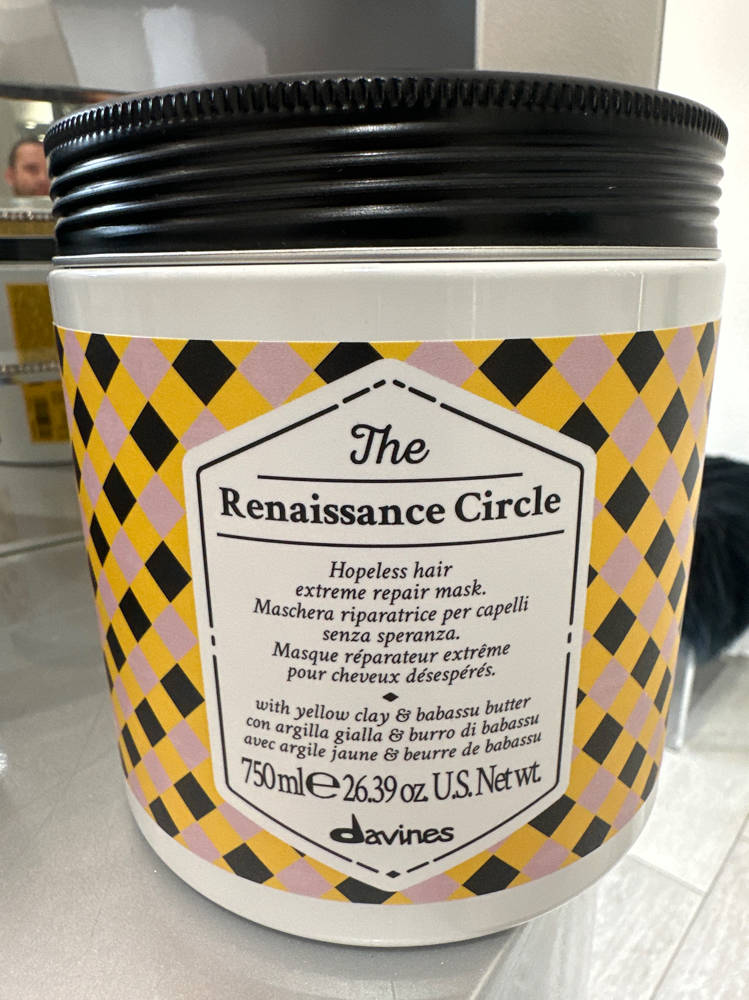 The
Renaissance Circle
Hopeless hair
extreme repair mask.
Maschera riparatrice per capelli
senza speranza.
Masque réparateur extrême
pour cheveux désespérés.
with yellow clay & babassu butter
con argilla gialla & burro di babassu
avec argile jaune & beurre de babassu
750 ml ℮ 26.39 oz. U.S. Net wt.
davines